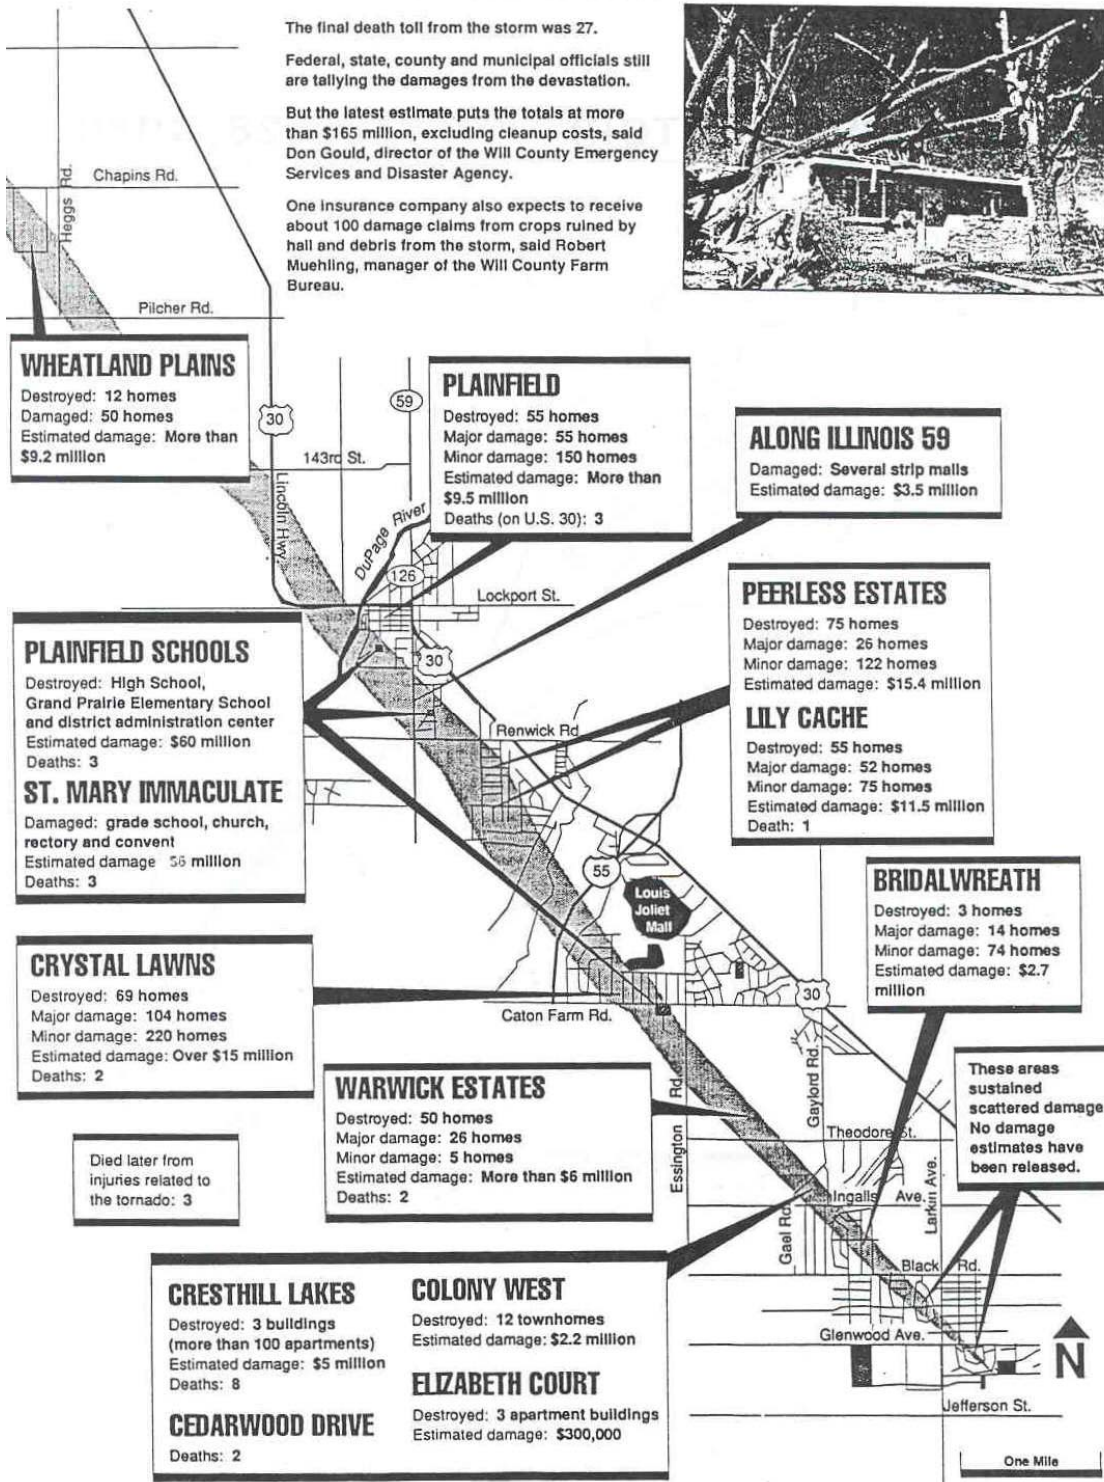 The final death toll from the storm was 27.
Federal, state, county and municipal officials still
are tallying the damages from the devastation.
But the latest estimate puts the totals at more
than $165 million, excluding cleanup costs, said
Don Gould, director of the Will County Emergency
Services and Disaster Agency.
One insurance company also expects to receive
about 100 damage claims from crops ruined by
hail and debris from the storm, said Robert
Muehling, manager of the Will County Farm
Bureau.
Chapins Rd.
Heggs Rd.
Pilcher Rd.
WHEATLAND PLAINS
Destroyed: 12 homes
Damaged: 50 homes
Estimated damage: More than
$9.2 million
30
59
143rd St.
Lincoln Hwy
DuPage River
126
Lockport St.
PLAINFIELD
Destroyed: 55 homes
Major damage: 55 homes
Minor damage: 150 homes
Estimated damage: More than
$9.5 million
Deaths (on U.S. 30): 3
ALONG ILLINOIS 59
Damaged: Several strip malls
Estimated damage: $3.5 million
PLAINFIELD SCHOOLS
Destroyed: High School,
Grand Prairie Elementary School
and district administration center
Estimated damage: $60 million
Deaths: 3
ST. MARY IMMACULATE
Damaged: grade school, church,
rectory and convent
Estimated damage $6 million
Deaths: 3
30
Renwick Rd
PEERLESS ESTATES
Destroyed: 75 homes
Major damage: 26 homes
Minor damage: 122 homes
Estimated damage: $15.4 million
LILY CACHE
Destroyed: 55 homes
Major damage: 52 homes
Minor damage: 75 homes
Estimated damage: $11.5 million
Death: 1
55
Louis
Joliet
Mall
BRIDALWREATH
Destroyed: 3 homes
Major damage: 14 homes
Minor damage: 74 homes
Estimated damage: $2.7
million
CRYSTAL LAWNS
Destroyed: 69 homes
Major damage: 104 homes
Minor damage: 220 homes
Estimated damage: Over $15 million
Deaths: 2
Caton Farm Rd.
30
Gaylord Rd.
Essington Rd.
Theodore St.
Ingalls Ave.
Larkin Ave.
Gael Rd.
Black Rd.
Glenwood Ave.
Jefferson St.
WARWICK ESTATES
Destroyed: 50 homes
Major damage: 26 homes
Minor damage: 5 homes
Estimated damage: More than $6 million
Deaths: 2
These areas
sustained
scattered damage
No damage
estimates have
been released.
Died later from
injuries related to
the tornado: 3
CRESTHILL LAKES
Destroyed: 3 buildings
(more than 100 apartments)
Estimated damage: $5 million
Deaths: 8
CEDARWOOD DRIVE
Deaths: 2
COLONY WEST
Destroyed: 12 townhomes
Estimated damage: $2.2 million
ELIZABETH COURT
Destroyed: 3 apartment buildings
Estimated damage: $300,000
N
One Mile